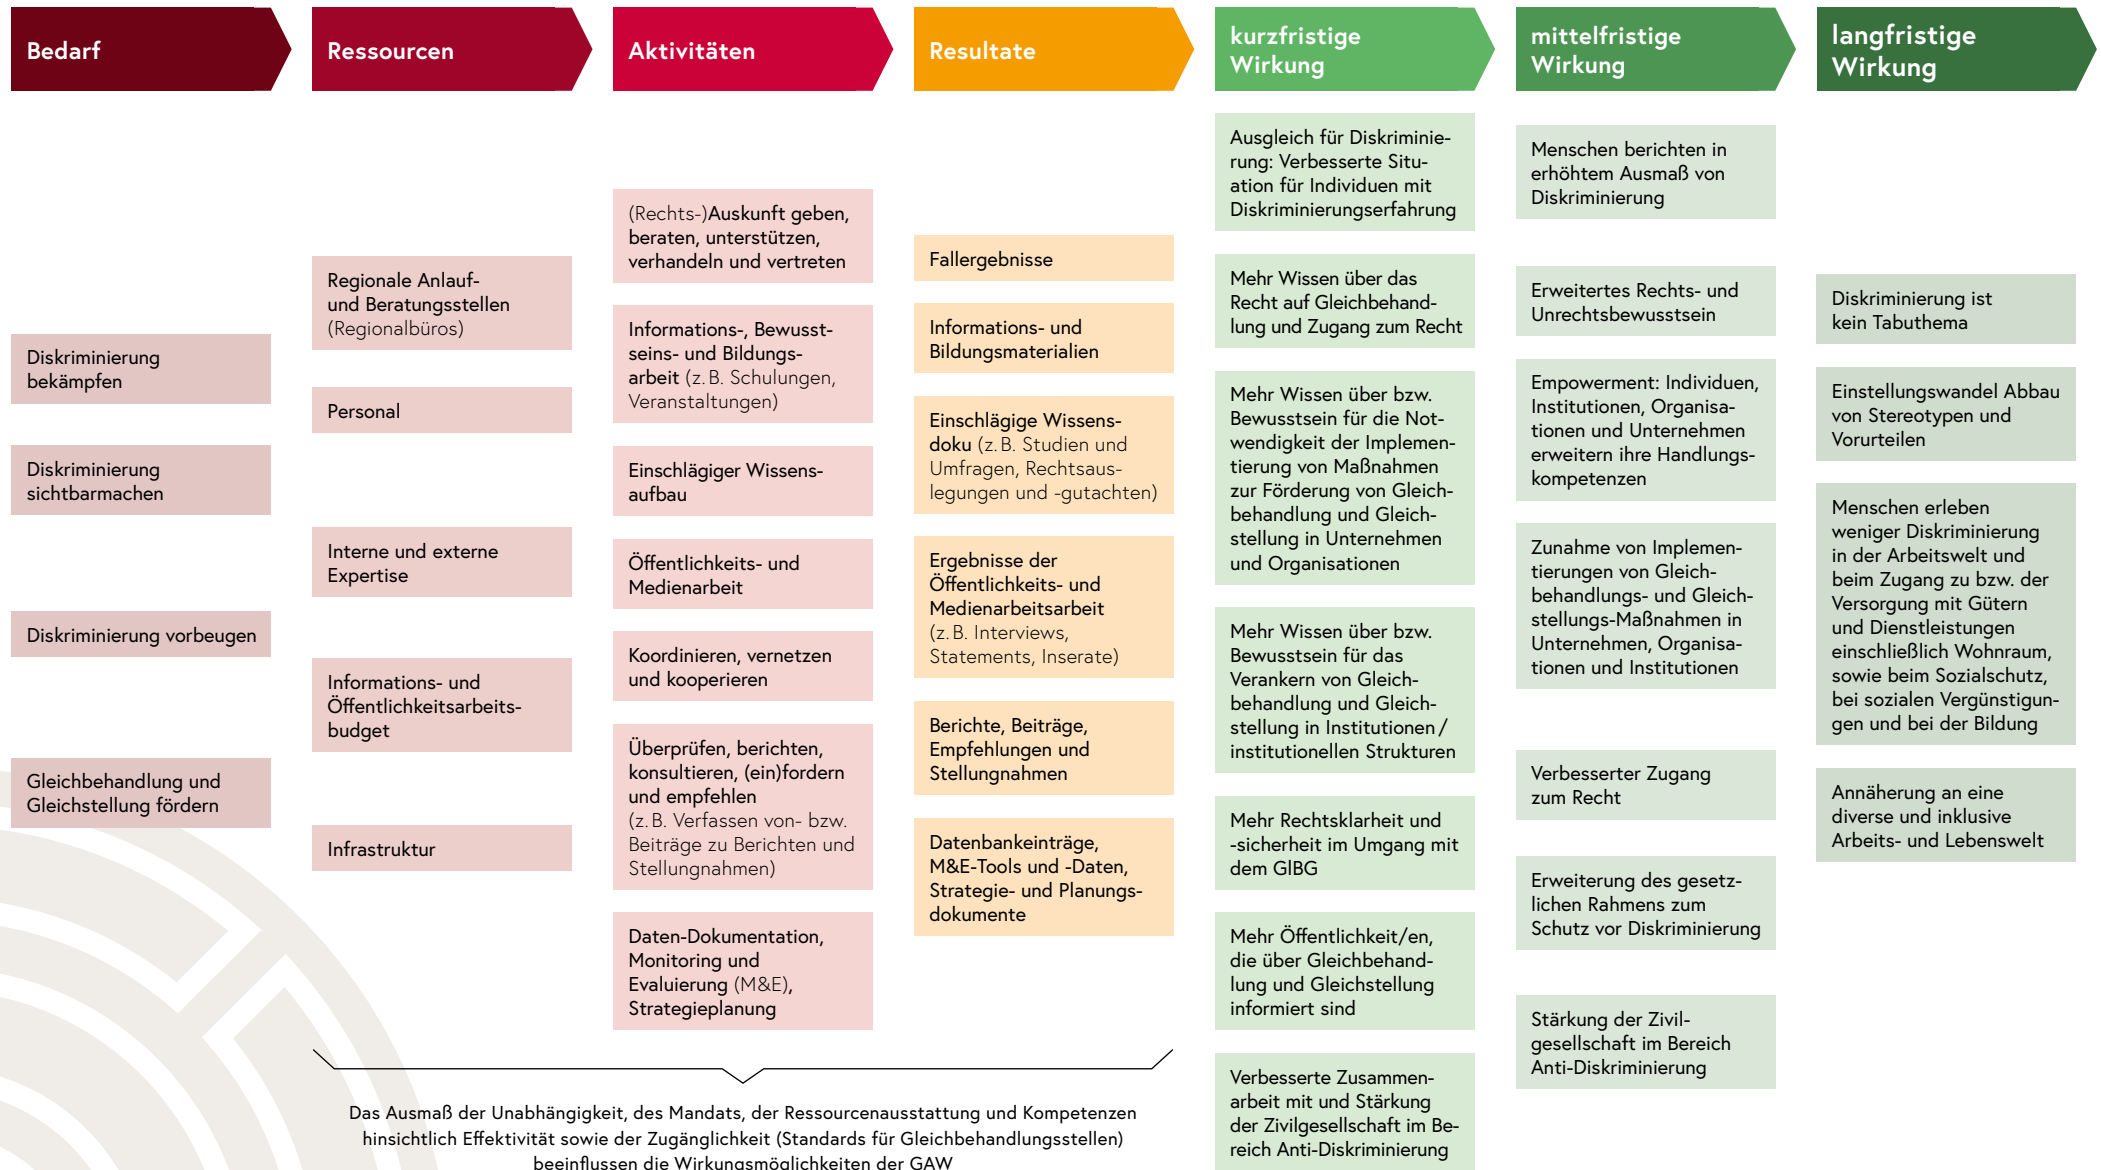 Bedarf
Ressourcen
Aktivitäten
Resultate
kurzfristige
Wirkung
mittelfristige
Wirkung
langfristige
Wirkung
Diskriminierung
bekämpfen
Diskriminierung
sichtbarmachen
Diskriminierung vorbeugen
Gleichbehandlung und
Gleichstellung fördern
Regionale Anlauf-
und Beratungsstellen
(Regionalbüros)
Personal
Interne und externe
Expertise
Informations- und
Öffentlichkeitsarbeits-
budget
Infrastruktur
(Rechts-)Auskunft geben,
beraten, unterstützen,
verhandeln und vertreten
Informations-, Bewusst-
seins- und Bildungs-
arbeit (z. B. Schulungen,
Veranstaltungen)
Einschlägiger Wissens-
aufbau
Öffentlichkeits- und
Medienarbeit
Koordinieren, vernetzen
und kooperieren
Überprüfen, berichten,
konsultieren, (ein)fordern
und empfehlen
(z. B. Verfassen von- bzw.
Beiträge zu Berichten und
Stellungnahmen)
Daten-Dokumentation,
Monitoring und
Evaluierung (M&E),
Strategieplanung
Fallergebnisse
Informations- und
Bildungsmaterialien
Einschlägige Wissens-
doku (z. B. Studien und
Umfragen, Rechtsaus-
legungen und -gutachten)
Ergebnisse der
Öffentlichkeits- und
Medienarbeitsarbeit
(z. B. Interviews,
Statements, Inserate)
Berichte, Beiträge,
Empfehlungen und
Stellungnahmen
Datenbankeinträge,
M&E-Tools und -Daten,
Strategie- und Planungs-
dokumente
Ausgleich für Diskriminie-
rung: Verbesserte Situ-
ation für Individuen mit
Diskriminierungserfahrung
Mehr Wissen über das
Recht auf Gleichbehand-
lung und Zugang zum Recht
Mehr Wissen über bzw.
Bewusstsein für die Not-
wendigkeit der Implemen-
tierung von Maßnahmen
zur Förderung von Gleich-
behandlung und Gleich-
stellung in Unternehmen
und Organisationen
Mehr Wissen über bzw.
Bewusstsein für das
Verankern von Gleich-
behandlung und Gleich-
stellung in Institutionen /
institutionellen Strukturen
Mehr Rechtsklarheit und
-sicherheit im Umgang mit
dem GlBG
Mehr Öffentlichkeit/en,
die über Gleichbehand-
lung und Gleichstellung
informiert sind
Verbesserte Zusammen-
arbeit mit und Stärkung
der Zivilgesellschaft im Be-
reich Anti-Diskriminierung
Menschen berichten in
erhöhtem Ausmaß von
Diskriminierung
Erweitertes Rechts- und
Unrechtsbewusstsein
Empowerment: Individuen,
Institutionen, Organisa-
tionen und Unternehmen
erweitern ihre Handlungs-
kompetenzen
Zunahme von Implemen-
tierungen von Gleich-
behandlungs- und Gleich-
stellungs-Maßnahmen in
Unternehmen, Organisa-
tionen und Institutionen
Verbesserter Zugang
zum Recht
Erweiterung des gesetz-
lichen Rahmens zum
Schutz vor Diskriminierung
Stärkung der Zivil-
gesellschaft im Bereich
Anti-Diskriminierung
Diskriminierung ist
kein Tabuthema
Einstellungswandel Abbau
von Stereotypen und
Vorurteilen
Menschen erleben
weniger Diskriminierung
in der Arbeitswelt und
beim Zugang zu bzw. der
Versorgung mit Gütern
und Dienstleistungen
einschließlich Wohnraum,
sowie beim Sozialschutz,
bei sozialen Vergünstigun-
gen und bei der Bildung
Annäherung an eine
diverse und inklusive
Arbeits- und Lebenswelt
Das Ausmaß der Unabhängigkeit, des Mandats, der Ressourcenausstattung und Kompetenzen
hinsichtlich Effektivität sowie der Zugänglichkeit (Standards für Gleichbehandlungsstellen)
beeinflussen die Wirkungsmöglichkeiten der GAW